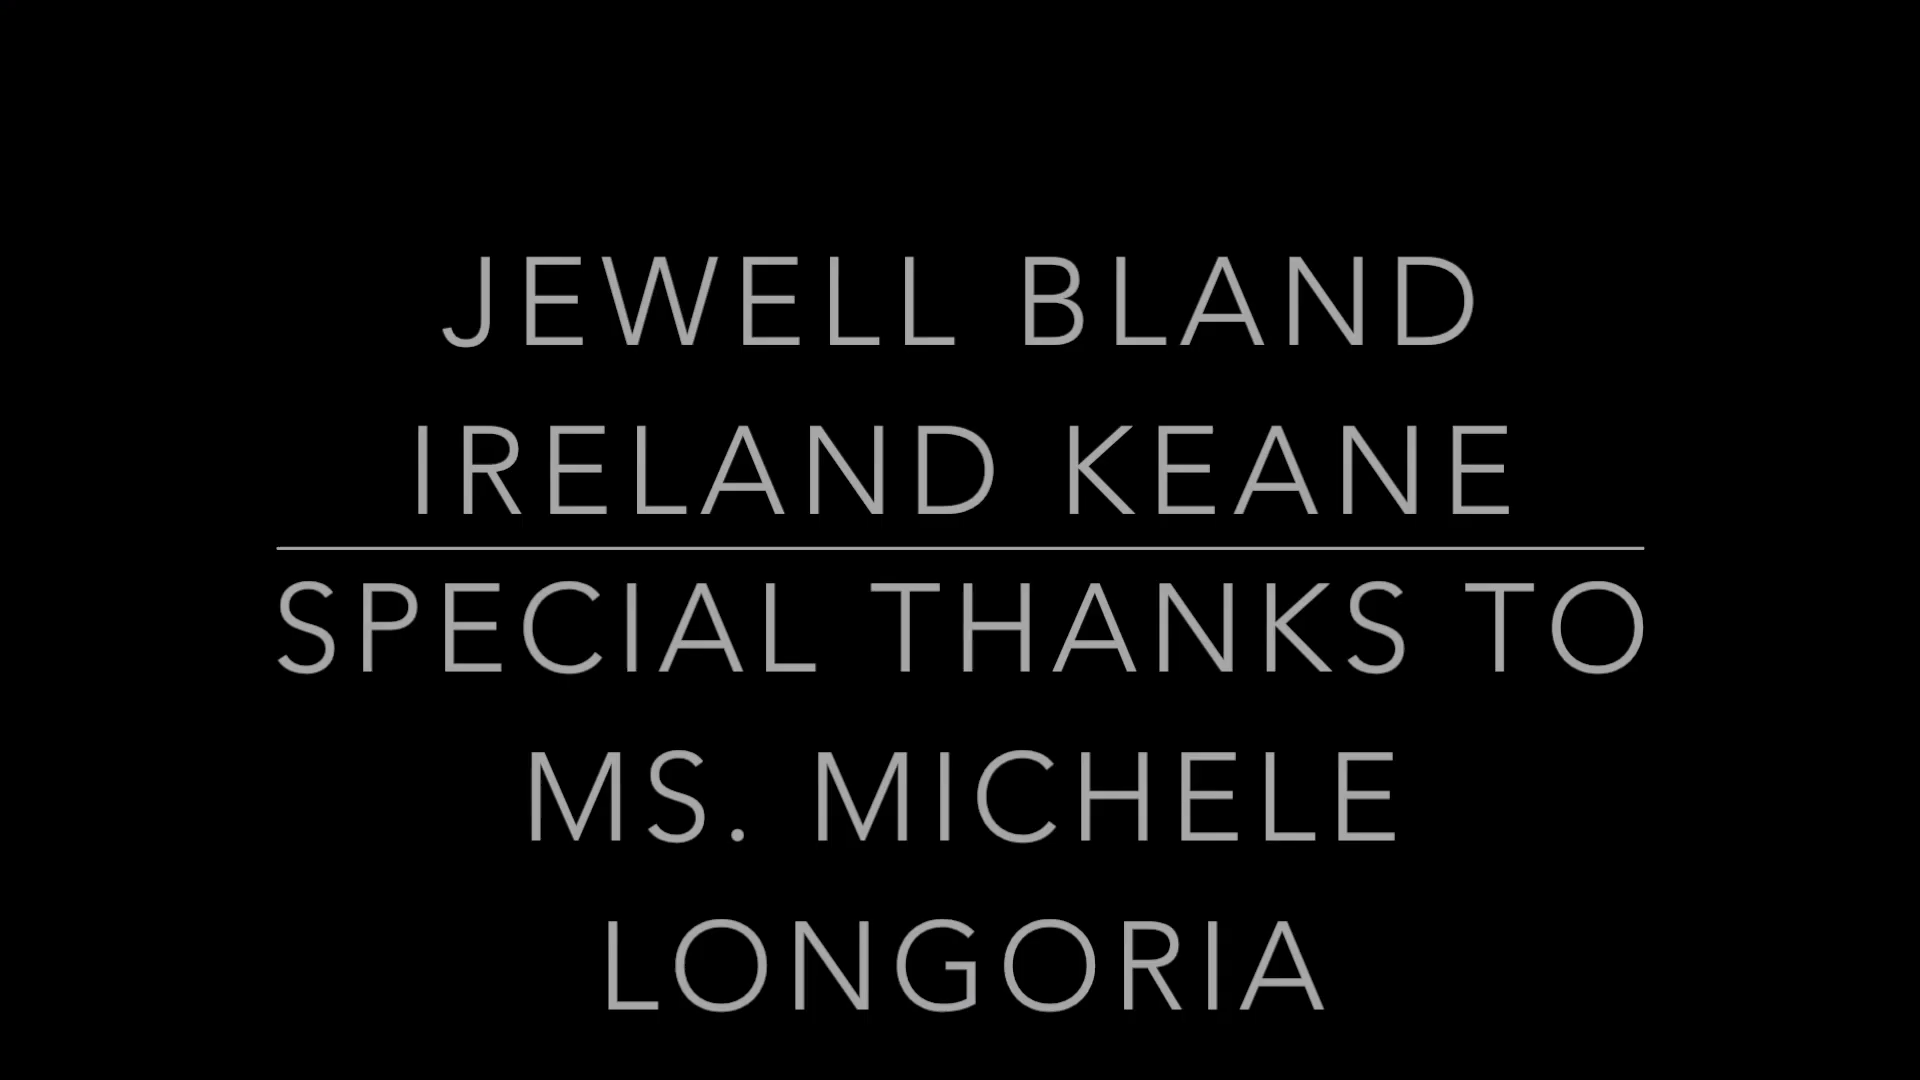 JEWELL BLAND
IRELAND KEANE
SPECIAL THANKS TO
MS. MICHELE
LONGORIA